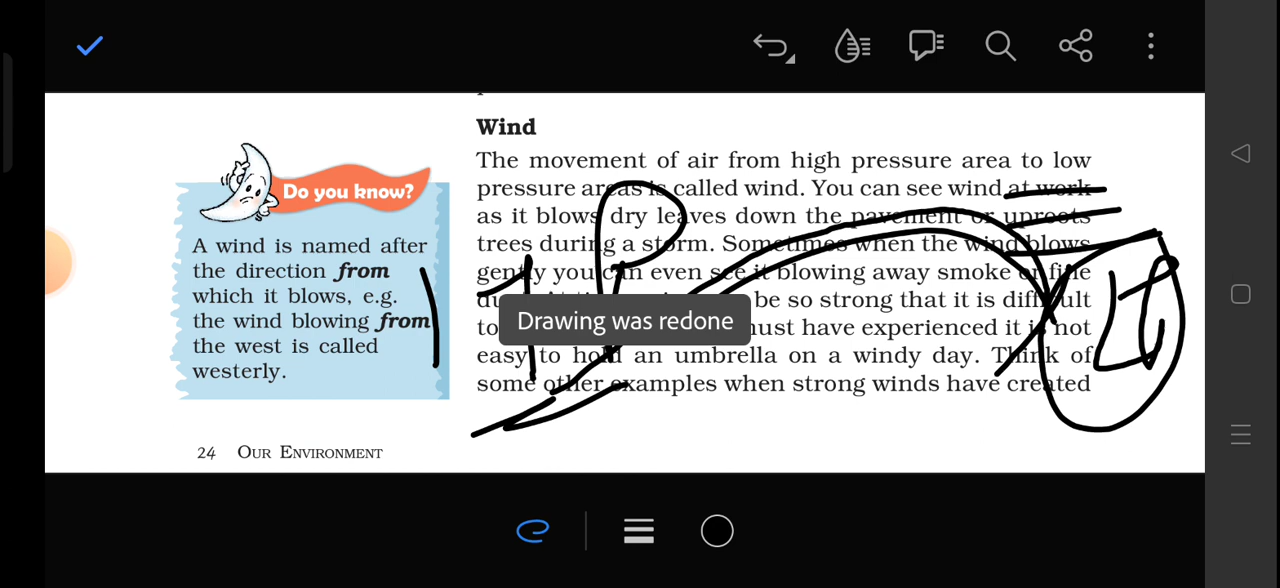 Wind
The movement of air from high pressure area to low
pressure areas is called wind. You can see wind at work
as it blows dry leaves down the pavement or uproots
trees during a storm. Sometimes when the wind blows
gently you can even see it blowing away smoke or fine
be so strong that it is difficult
to must have experienced it is not
easy to hold an umbrella on a windy day. Think of
some other examples when strong winds have created
Do you know?
A wind is named after
the direction from
which it blows, e.g.
the wind blowing from
the west is called
westerly.
Drawing was redone
24 OUR ENVIRONMENT